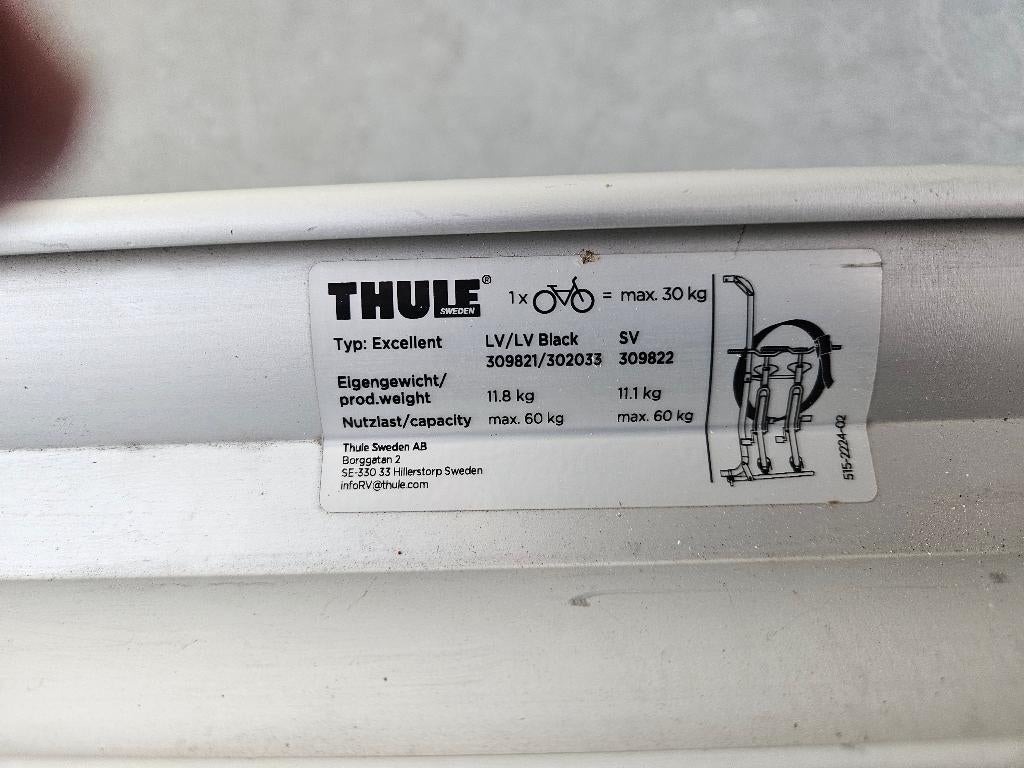 THULE®
SWEDEN
1 x = max. 30 kg
Typ: Excellent LV/LV Black SV
309821/302033 309822
Eigengewicht/
prod.weight 11.8 kg 11.1 kg
Nutzlast/capacity max. 60 kg max. 60 kg
Thule Sweden AB
Borggatan 2
SE-330 33 Hillerstorp Sweden
infoRV@thule.com
515-2224-02